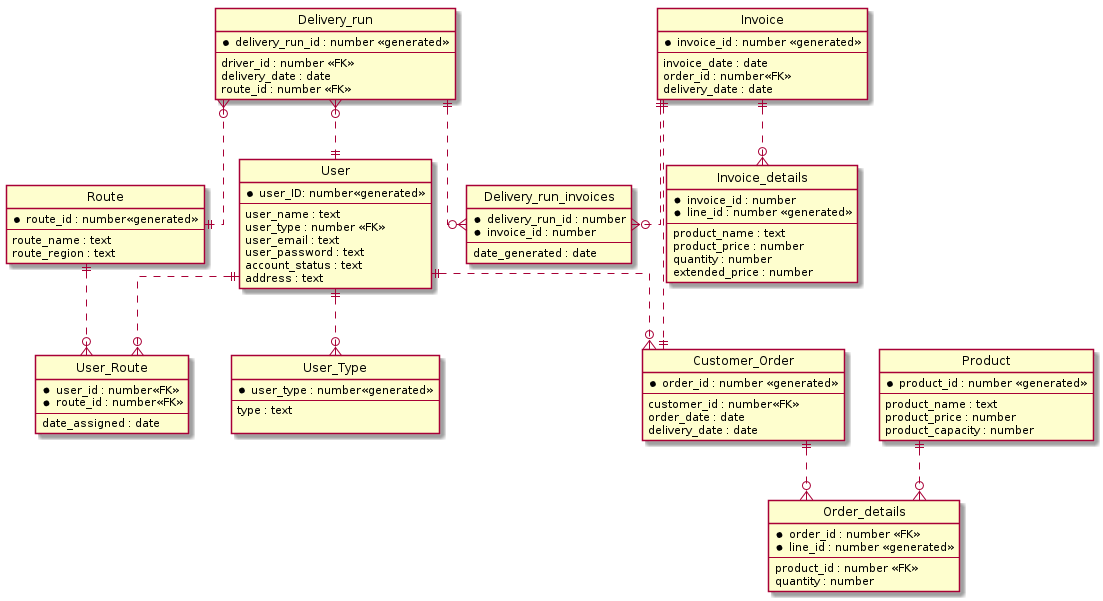 Delivery_run
delivery_run_id : number «generated»
driver_id : number «FK»
delivery_date : date
route_id : number «FK»
Invoice
invoice_id : number «generated»
invoice_date : date
order_id : number«FK»
delivery_date : date
Route
route_id : number«generated»
route_name : text
route_region : text
User
user_ID: number«generated»
user_name : text
user_type : number «FK»
user_email : text
user_password : text
account_status : text
address : text
Delivery_run_invoices
delivery_run_id : number
invoice_id : number
date_generated : date
Invoice_details
invoice_id : number
line_id : number «generated»
product_name : text
product_price : number
quantity : number
extended_price : number
User_Route
user_id : number«FK»
route_id : number«FK»
date_assigned : date
User_Type
user_type : number«generated»
type : text
Customer_Order
order_id : number «generated»
customer_id : number«FK»
order_date : date
delivery_date : date
Product
product_id : number «generated»
product_name : text
product_price : number
product_capacity : number
Order_details
order_id : number «FK»
line_id : number «generated»
product_id : number «FK»
quantity : number